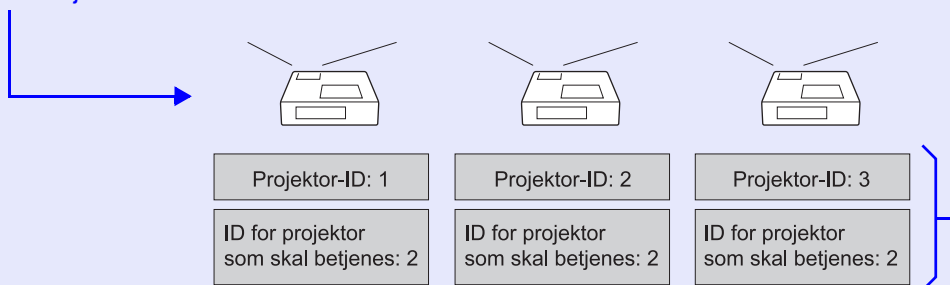 Projektor-ID: 1
Projektor-ID: 2
Projektor-ID: 3
ID for projektor
som skal betjenes: 2
ID for projektor
som skal betjenes: 2
ID for projektor
som skal betjenes: 2